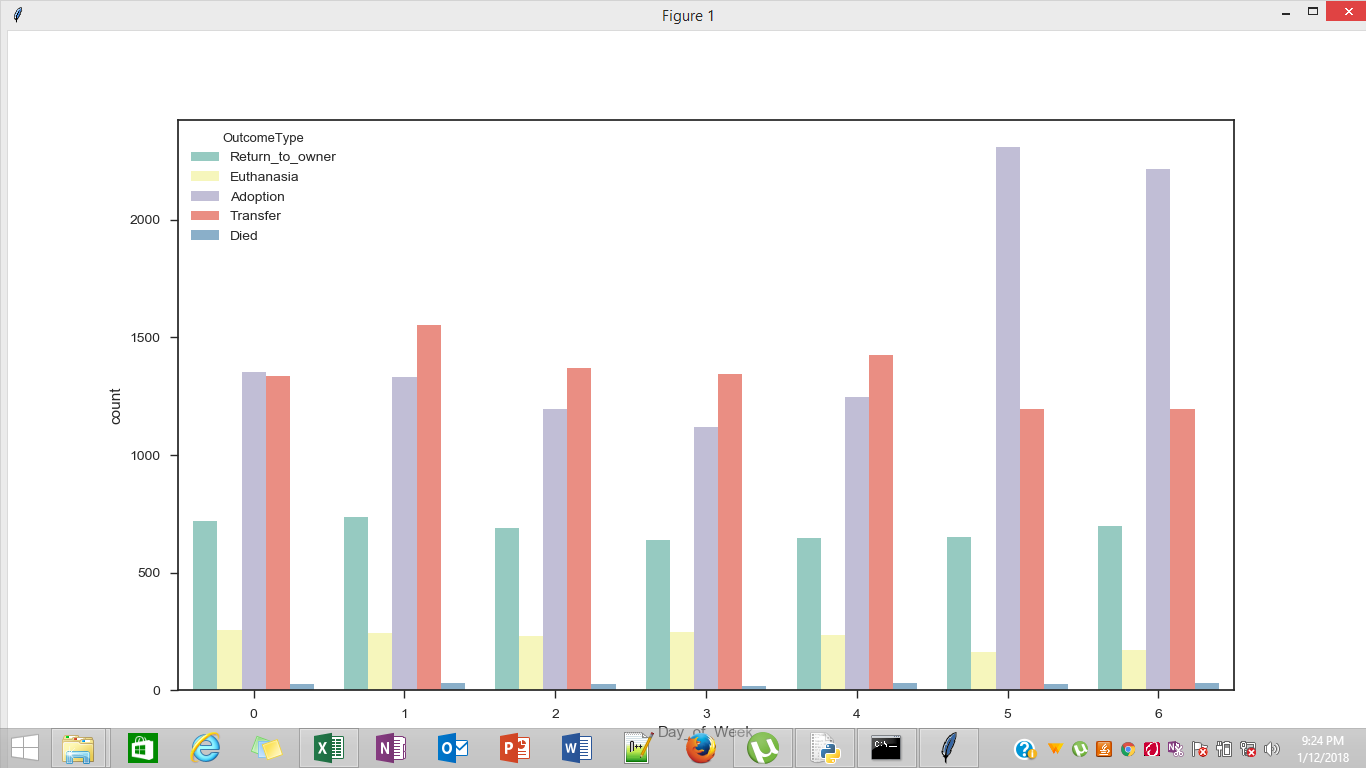 Figure 1
OutcomeType
Return_to_owner
Euthanasia
Adoption
Transfer
Died
2000
1500
1000
500
0
count
0 1 2 3 4 5 6
Day_of_Week
9:24 PM
1/12/2018